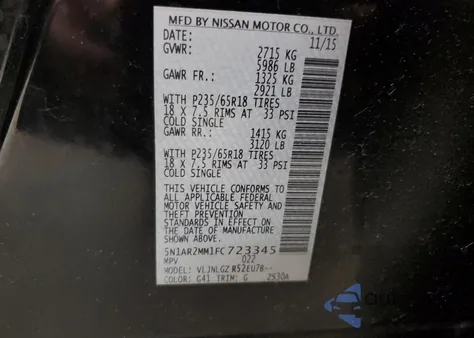 MFD BY NISSAN MOTOR CO., LTD.
DATE: 11/15
GVWR: 2715 KG
5986 LB
GAWR FR.: 1325 KG
2921 LB
WITH P235/65R18 TIRES
18 X 7.5 RIMS AT 33 PSI
COLD SINGLE
GAWR RR.: 1415 KG
3120 LB
WITH P235/65R18 TIRES
18 X 7.5 RIMS AT 33 PSI
COLD SINGLE
THIS VEHICLE CONFORMS TO
ALL APPLICABLE FEDERAL
MOTOR VEHICLE SAFETY AND
THEFT PREVENTION
STANDARDS IN EFFECT ON THE
DATE OF MANUFACTURE
SHOWN ABOVE.
5N1AR2MM1FC723345
MPV 022
MODEL: VLJNLGZ R52EU7B--
COLOR: G41 TRIM: G 2530A